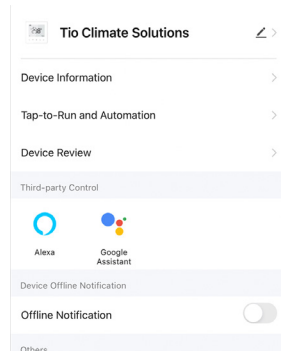 Tio Climate Solutions
Device Information
Tap-to-Run and Automation
Device Review
Third-party Control
Alexa
Google
Assistant
Device Offline Notification
Offline Notification
Others